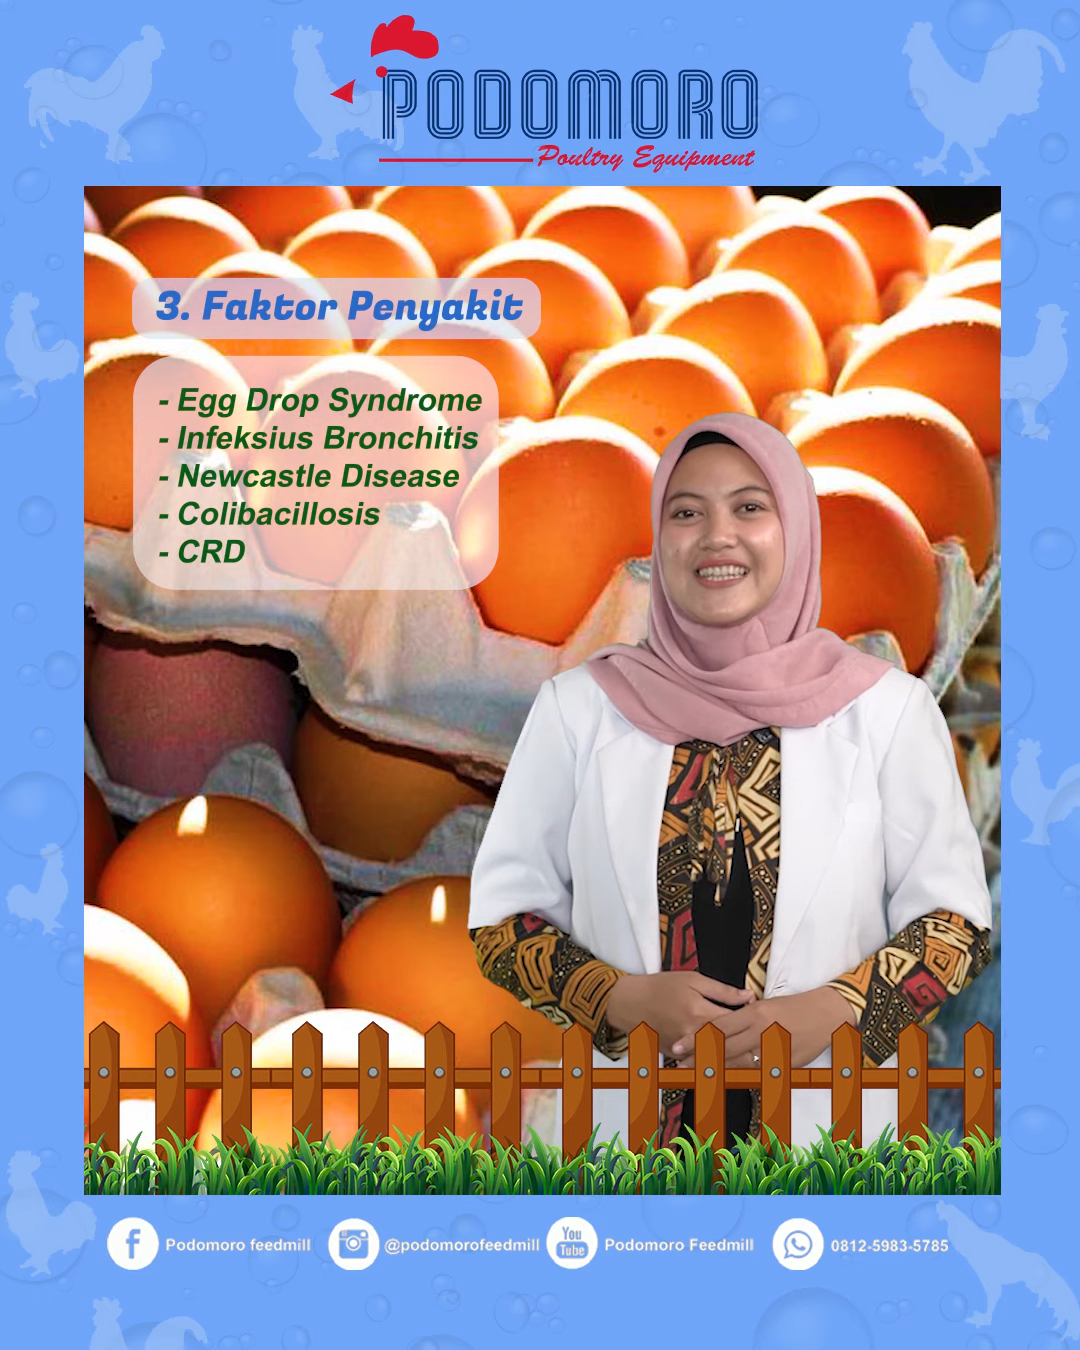 PODOMORO
Poultry Equipment
3. Faktor Penyakit
- Egg Drop Syndrome
- Infeksius Bronchitis
- Newcastle Disease
- Colibacillosis
- CRD
f Podomoro feedmill @podomorofeedmill You Tube Podomoro Feedmill 0812-5983-5785